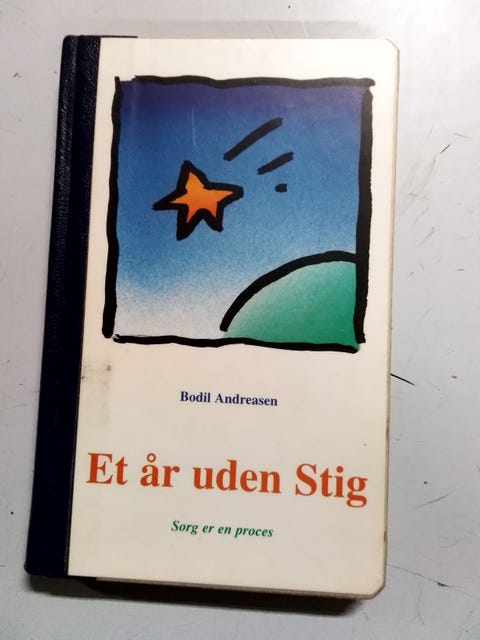 Bodil Andreasen
Et år uden Stig
Sorg er en proces